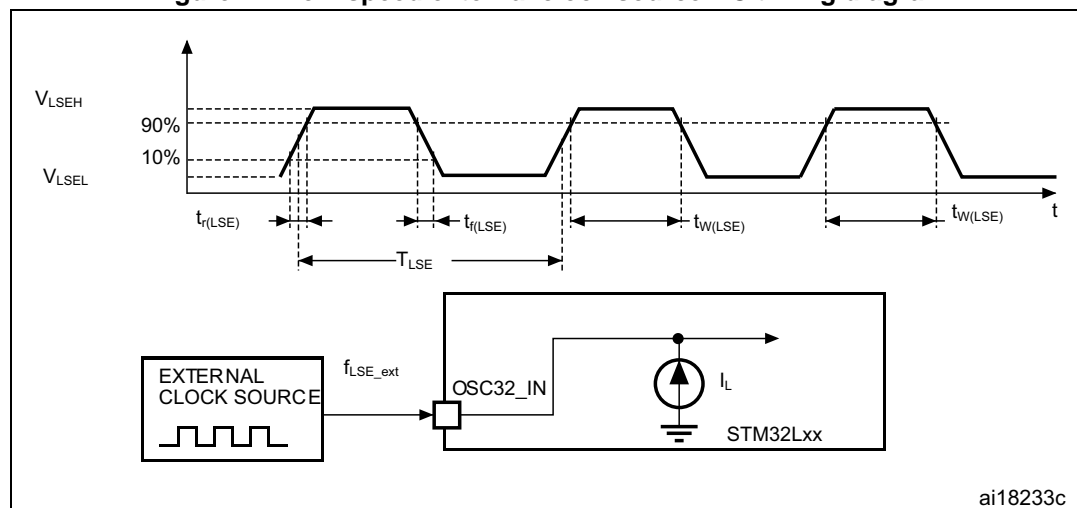 V_LSEH
90%
10%
V_LSEL
t_r(LSE)
t_f(LSE)
t_W(LSE)
t_W(LSE)
t
T_LSE
EXTERNAL
CLOCK SOURCE
f_LSE_ext
OSC32_IN
I_L
STM32Lxx
ai18233c